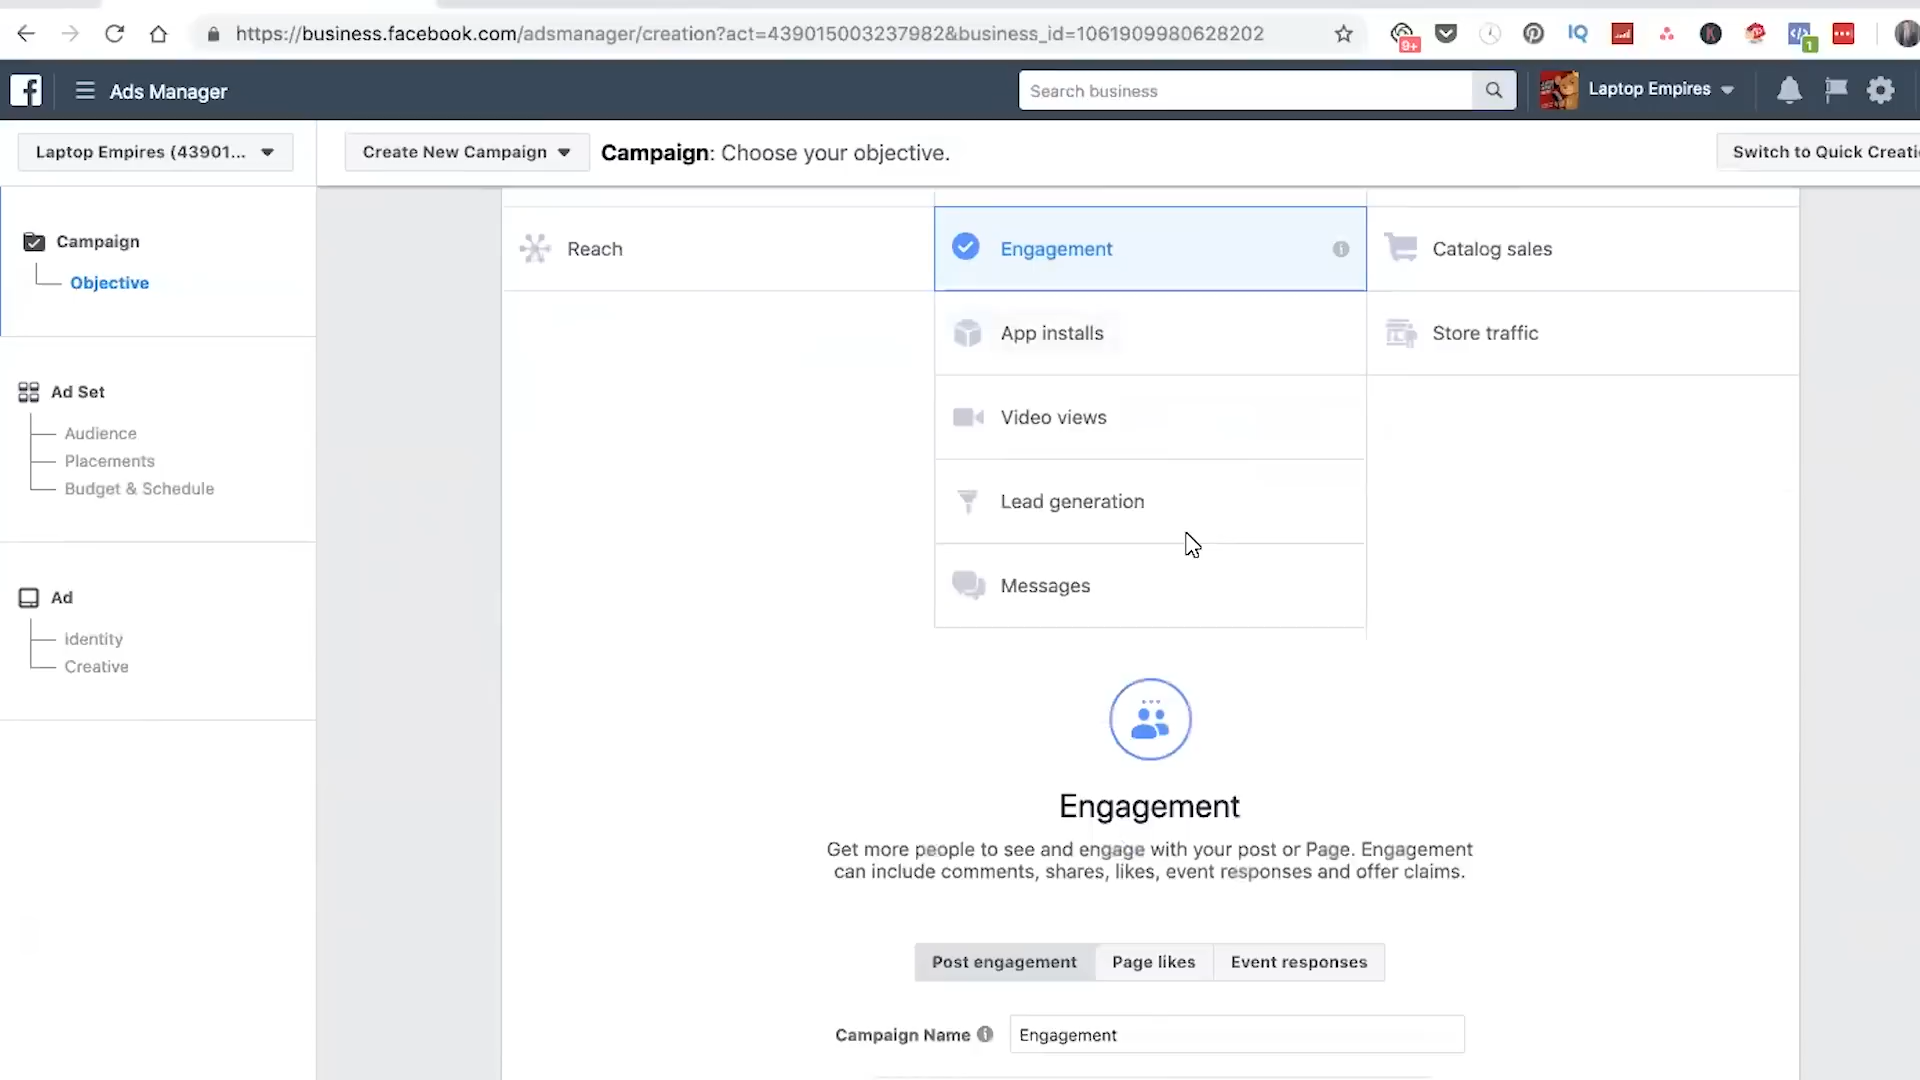 https://business.facebook.com/adsmanager/creation?act=439015003237982&business_id=1061909980628202
9+
IQ
1
Ads Manager
Search business
Laptop Empires
Laptop Empires (43901...
Create New Campaign
Campaign: Choose your objective.
Switch to Quick Creati
Campaign
Objective
Ad Set
Audience
Placements
Budget & Schedule
Ad
identity
Creative
Reach
Engagement
Catalog sales
App installs
Store traffic
Video views
Lead generation
Messages
Engagement
Get more people to see and engage with your post or Page. Engagement
can include comments, shares, likes, event responses and offer claims.
Post engagement
Page likes
Event responses
Campaign Name
Engagement